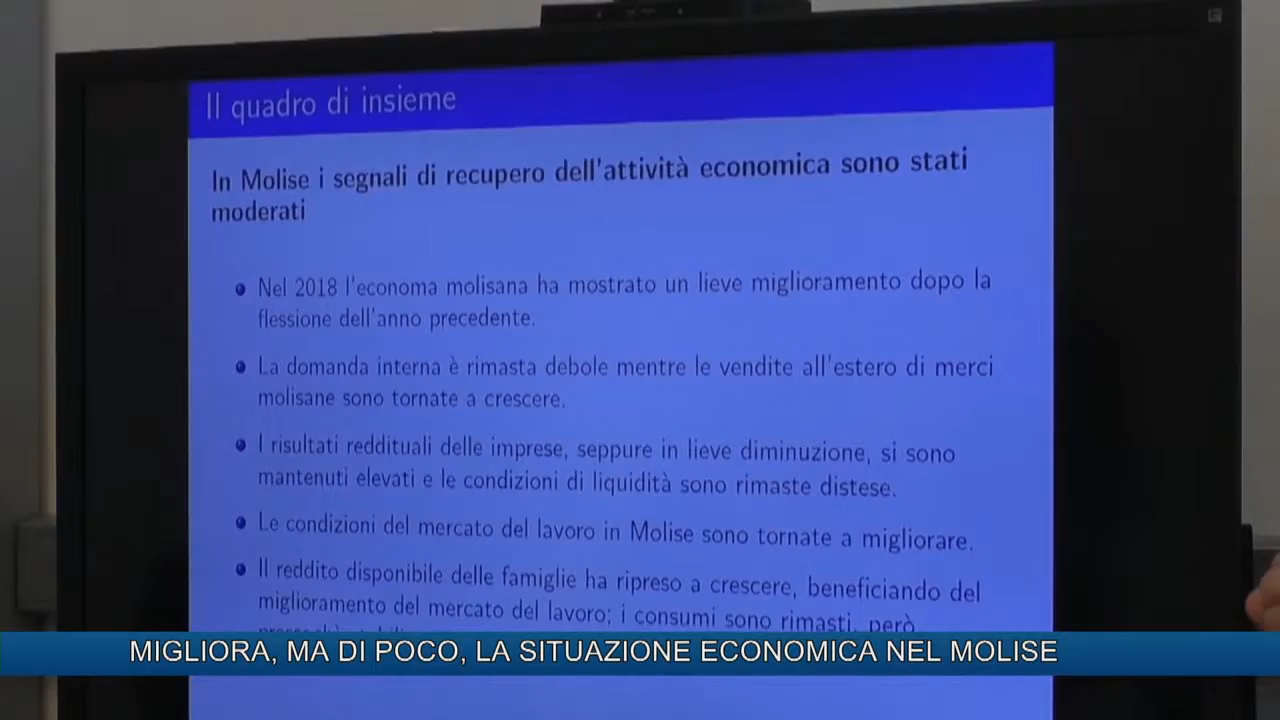 Il quadro di insieme
In Molise i segnali di recupero dell'attività economica sono stati
moderati
Nel 2018 l'economa molisana ha mostrato un lieve miglioramento dopo la
flessione dell'anno precedente.
La domanda interna è rimasta debole mentre le vendite all'estero di merci
molisane sono tornate a crescere.
I risultati reddituali delle imprese, seppure in lieve diminuzione, si sono
mantenuti elevati e le condizioni di liquidità sono rimaste distese.
Le condizioni del mercato del lavoro in Molise sono tornate a migliorare.
Il reddito disponibile delle famiglie ha ripreso a crescere, beneficiando del
miglioramento del mercato del lavoro; i consumi sono rimasti, però
MIGLIORA, MA DI POCO, LA SITUAZIONE ECONOMICA NEL MOLISE